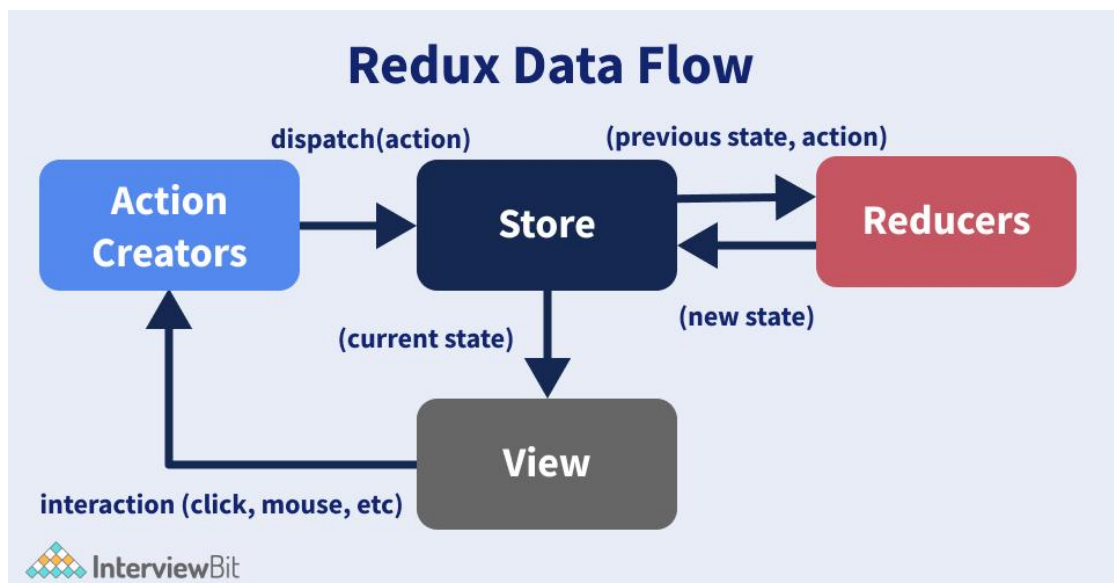 Redux Data Flow
dispatch(action)
(previous state, action)
Action
Creators
Store
Reducers
(current state)
(new state)
View
interaction (click, mouse, etc)
InterviewBit